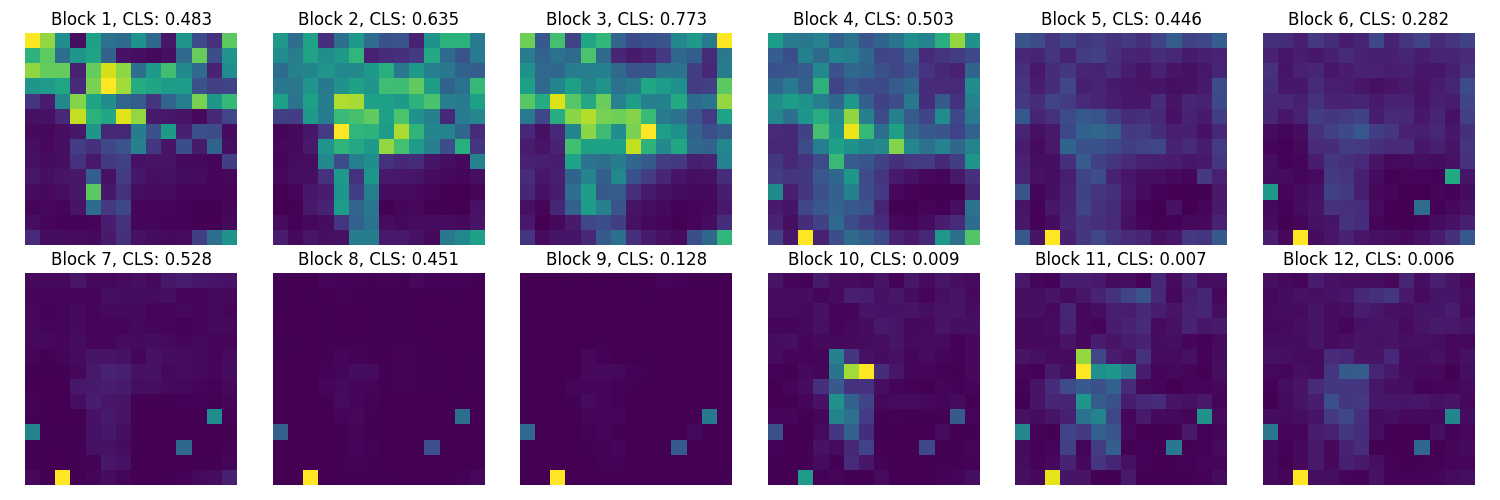 Block 1, CLS: 0.483
Block 2, CLS: 0.635
Block 3, CLS: 0.773
Block 4, CLS: 0.503
Block 5, CLS: 0.446
Block 6, CLS: 0.282
Block 7, CLS: 0.528
Block 8, CLS: 0.451
Block 9, CLS: 0.128
Block 10, CLS: 0.009
Block 11, CLS: 0.007
Block 12, CLS: 0.006